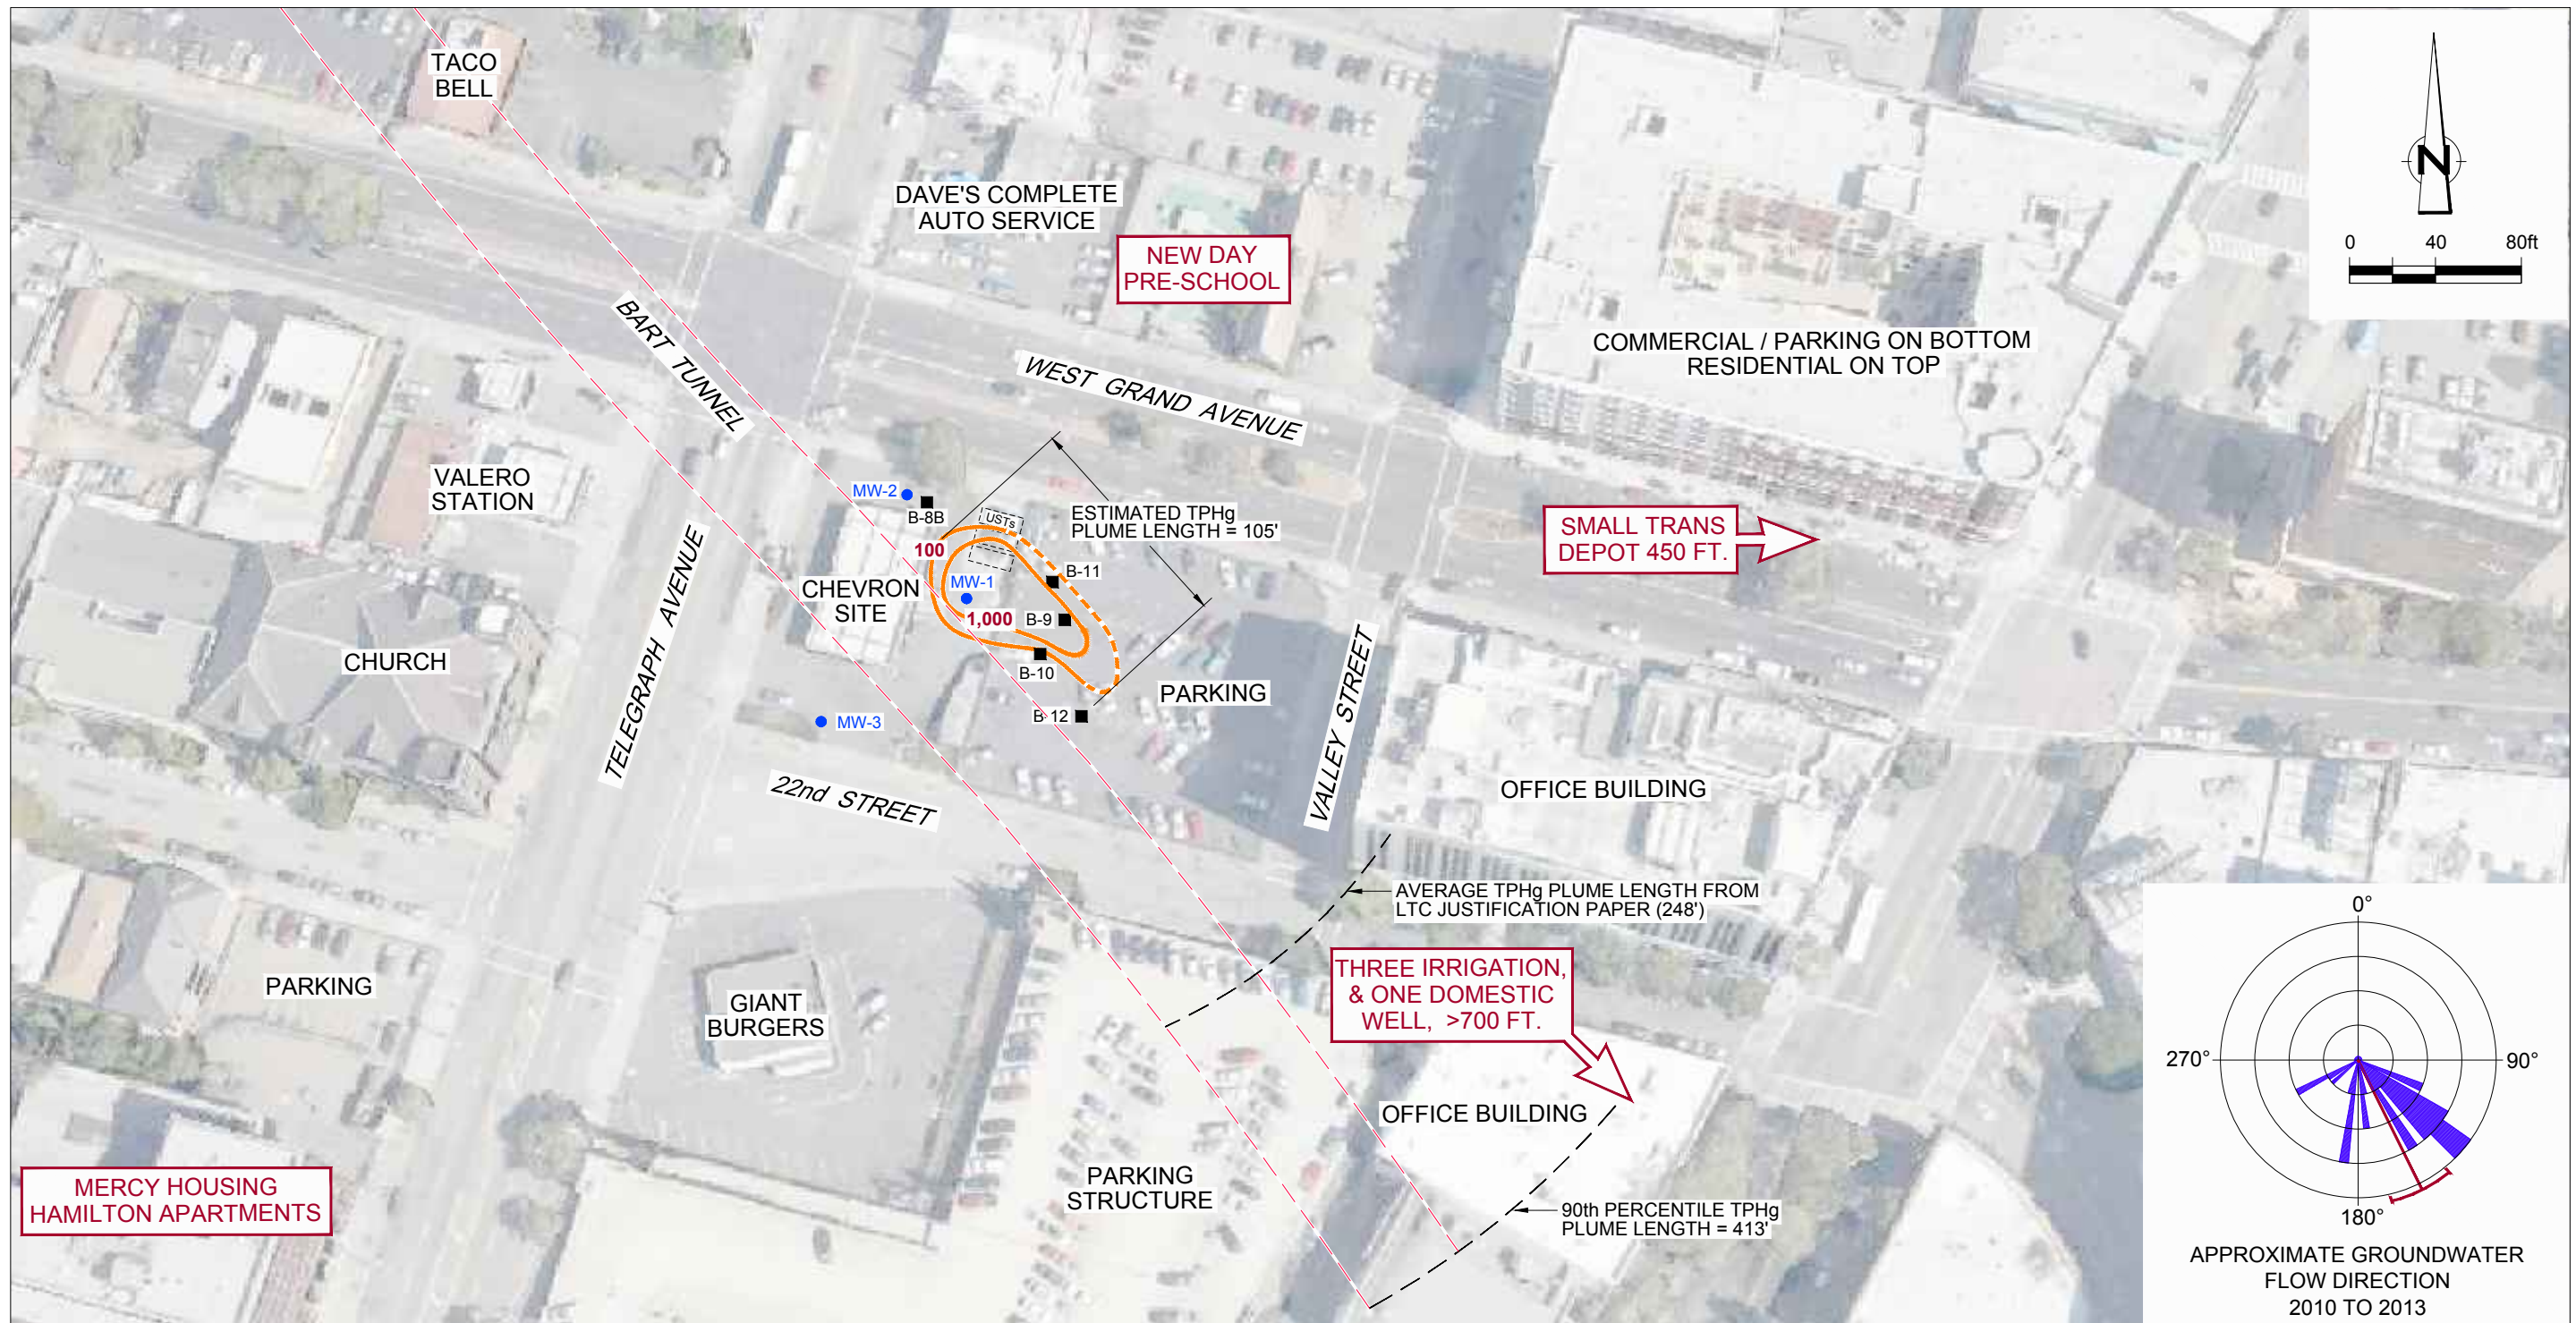 TACO
BELL
DAVE'S COMPLETE
AUTO SERVICE
NEW DAY
PRE-SCHOOL
N
0 40 80ft
COMMERCIAL / PARKING ON BOTTOM
RESIDENTIAL ON TOP
BART TUNNEL
WEST GRAND AVENUE
VALERO
STATION
MW-2
B-8B
USTs
ESTIMATED TPHg
PLUME LENGTH = 105'
SMALL TRANS
DEPOT 450 FT.
100
MW-1
B-11
CHEVRON
SITE
1,000
B-9
CHURCH
TELEGRAPH AVENUE
B-10
PARKING
VALLEY STREET
B-12
MW-3
22nd STREET
OFFICE BUILDING
AVERAGE TPHg PLUME LENGTH FROM
LTC JUSTIFICATION PAPER (248')
PARKING
GIANT
BURGERS
THREE IRRIGATION,
& ONE DOMESTIC
WELL, >700 FT.
OFFICE BUILDING
MERCY HOUSING
HAMILTON APARTMENTS
PARKING
STRUCTURE
90th PERCENTILE TPHg
PLUME LENGTH = 413'
0°
270°
90°
180°
APPROXIMATE GROUNDWATER
FLOW DIRECTION
2010 TO 2013